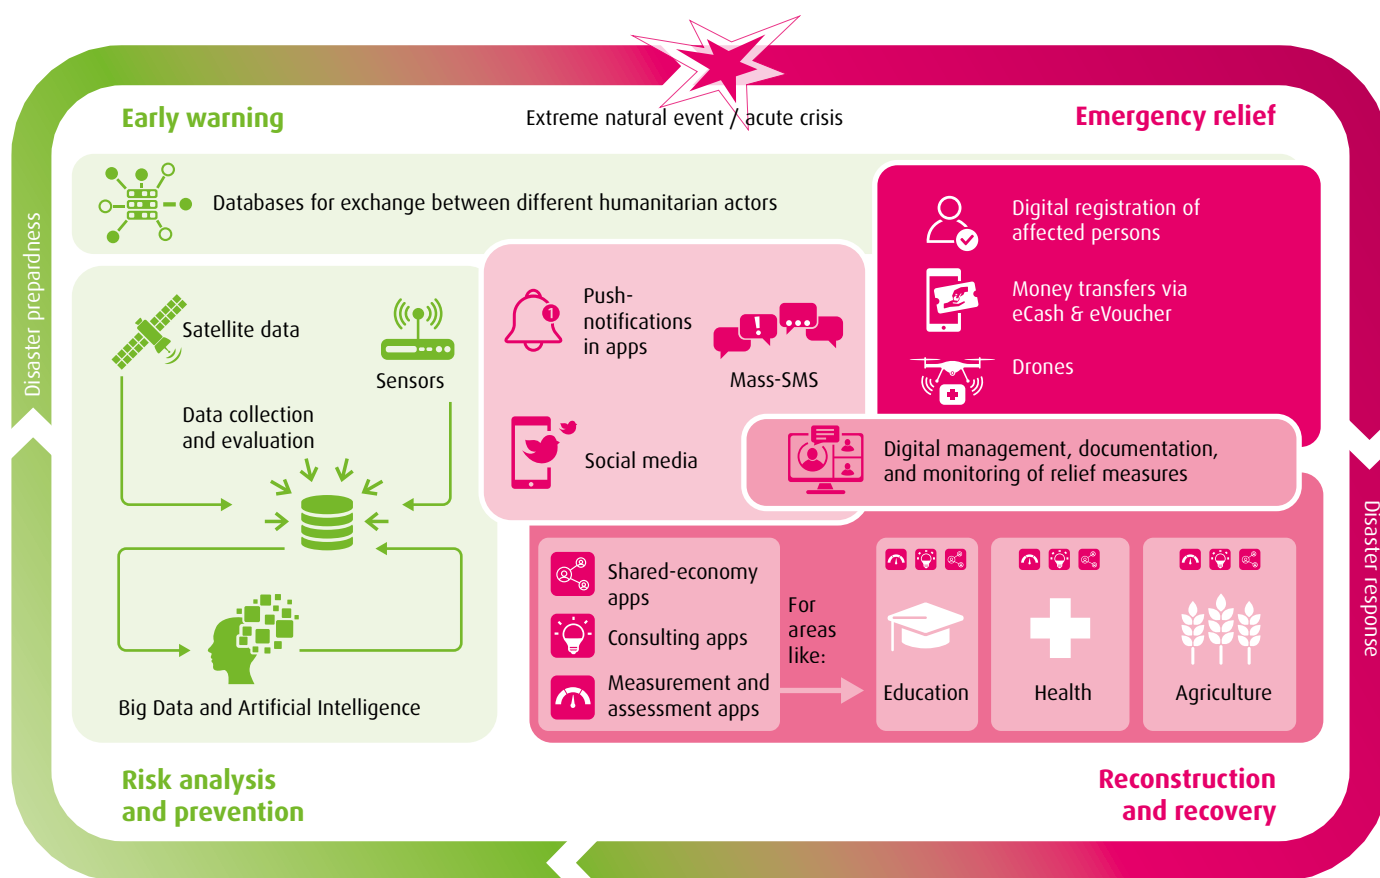 Early warning
Extreme natural event / acute crisis
Emergency relief
Disaster prepardness
Databases for exchange between different humanitarian actors
Satellite data
Sensors
Data collection
and evaluation
Big Data and Artificial Intelligence
Push-
notifications
in apps
1
!
Mass-SMS
Social media
Digital registration of
affected persons
Money transfers via
eCash & eVoucher
Drones
Digital management, documentation,
and monitoring of relief measures
Shared-economy
apps
Consulting apps
Measurement and
assessment apps
For
areas
like:
Education
Health
Agriculture
Disaster response
Risk analysis
and prevention
Reconstruction
and recovery